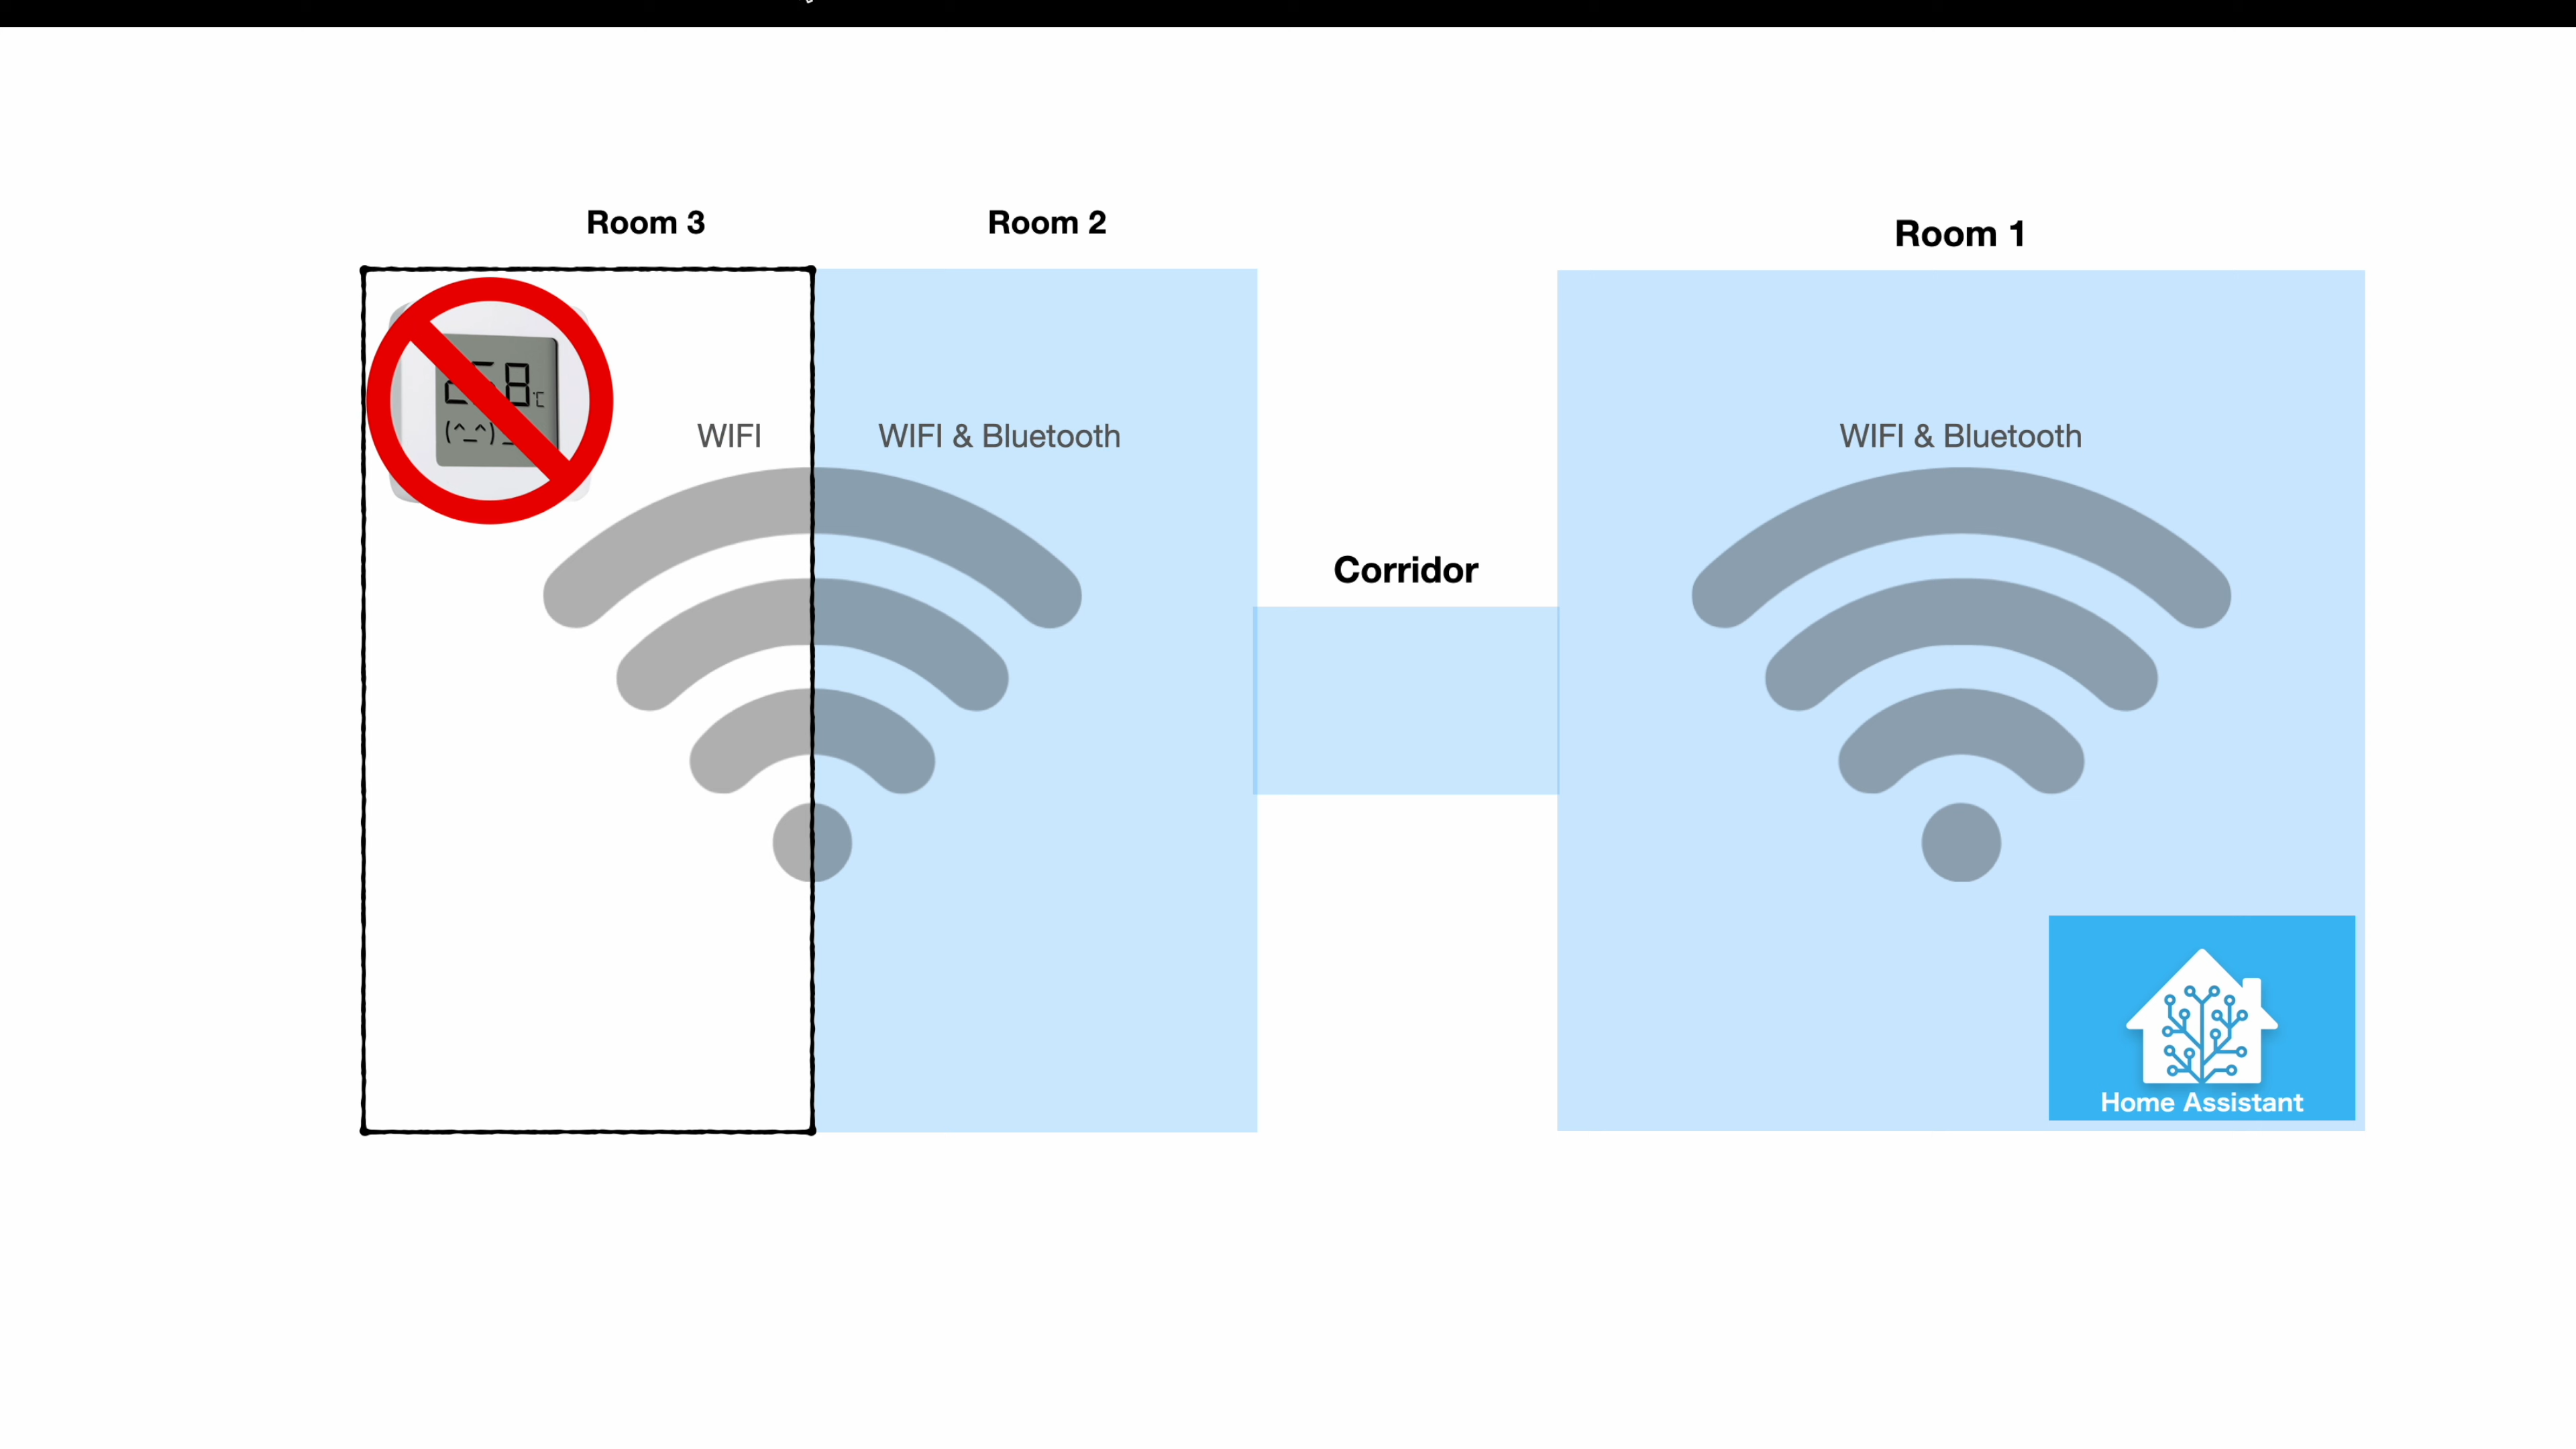 Room 3
Room 2
Room 1
WIFI
WIFI & Bluetooth
WIFI & Bluetooth
Corridor
Home Assistant